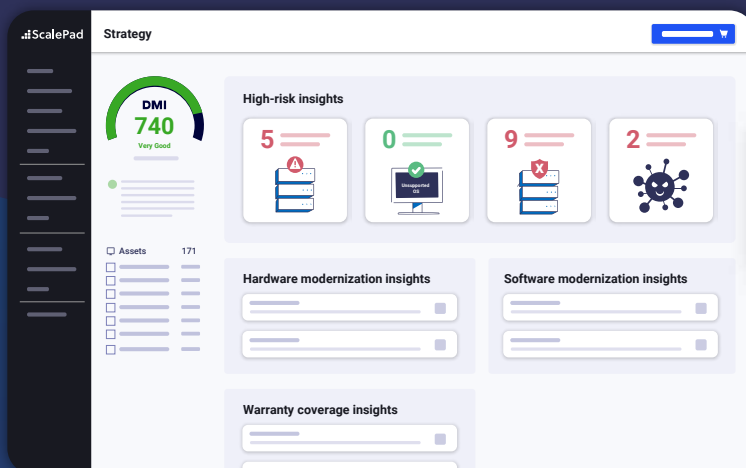 ScalePad
Strategy
DMI
740
Very Good
Assets 171
High-risk insights
5
0
9
2
Unsupported
OS
Hardware modernization insights
Software modernization insights
Warranty coverage insights